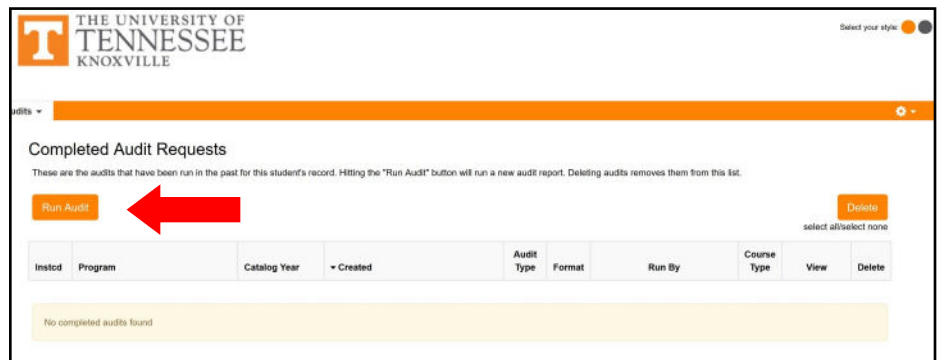 THE UNIVERSITY OF
TENNESSEE
KNOXVILLE
Select your style:
udits
Completed Audit Requests
These are the audits that have been run in the past for this student's record. Hitting the "Run Audit" button will run a new audit report. Deleting audits removes them from this list.
Run Audit
Delete
select all/select none
Instcd Program Catalog Year Created Audit Type Format Run By Course Type View Delete
No completed audits found